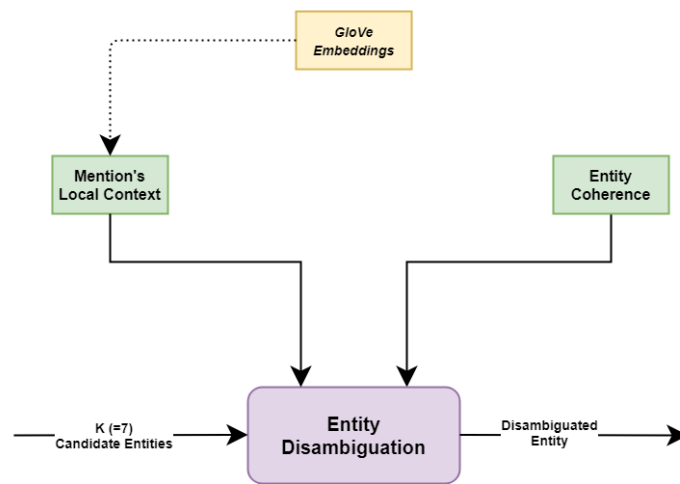 GloVe
Embeddings
Mention's
Local Context
Entity
Coherence
K (=7)
Candidate Entities
Entity
Disambiguation
Disambiguated
Entity